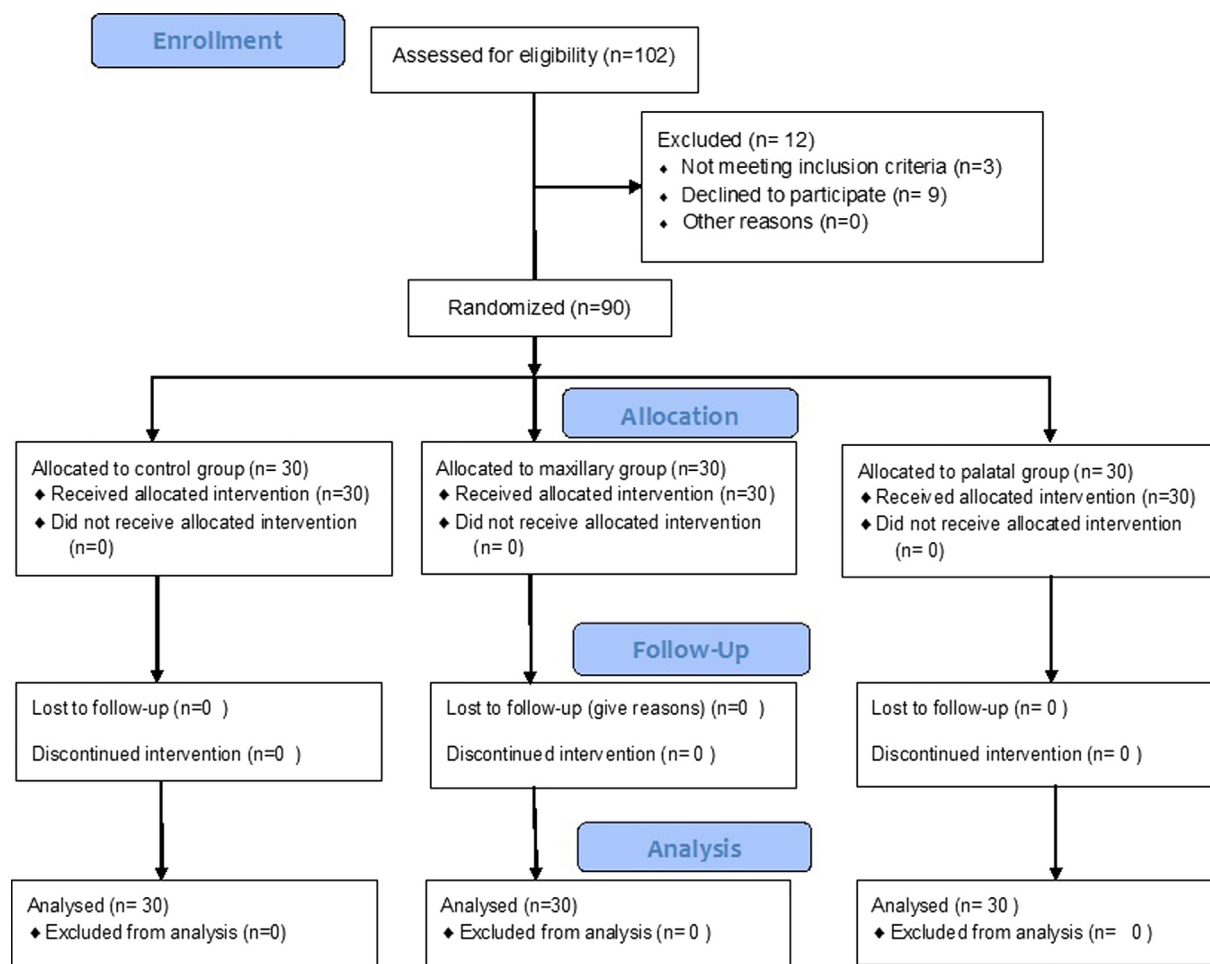 Enrollment
Assessed for eligibility (n=102)
Excluded (n= 12)
⬧ Not meeting inclusion criteria (n=3)
⬧ Declined to participate (n= 9)
⬧ Other reasons (n=0)
Randomized (n=90)
Allocation
Allocated to control group (n= 30)
♦ Received allocated intervention (n=30)
♦ Did not receive allocated intervention
(n=0)
Allocated to maxillary group (n=30)
♦ Received allocated intervention (n=30)
♦ Did not receive allocated intervention
(n= 0)
Allocated to palatal group (n= 30)
♦ Received allocated intervention (n=30)
♦ Did not receive allocated intervention
(n= 0)
Follow-Up
Lost to follow-up (n=0 )
Discontinued intervention (n=0 )
Lost to follow-up (give reasons) (n=0 )
Discontinued intervention (n= 0 )
Lost to follow-up (n= 0 )
Discontinued intervention (n= 0 )
Analysis
Analysed (n= 30)
♦ Excluded from analysis (n=0)
Analysed (n=30)
♦ Excluded from analysis (n= 0 )
Analysed (n= 30 )
♦ Excluded from analysis (n= 0 )